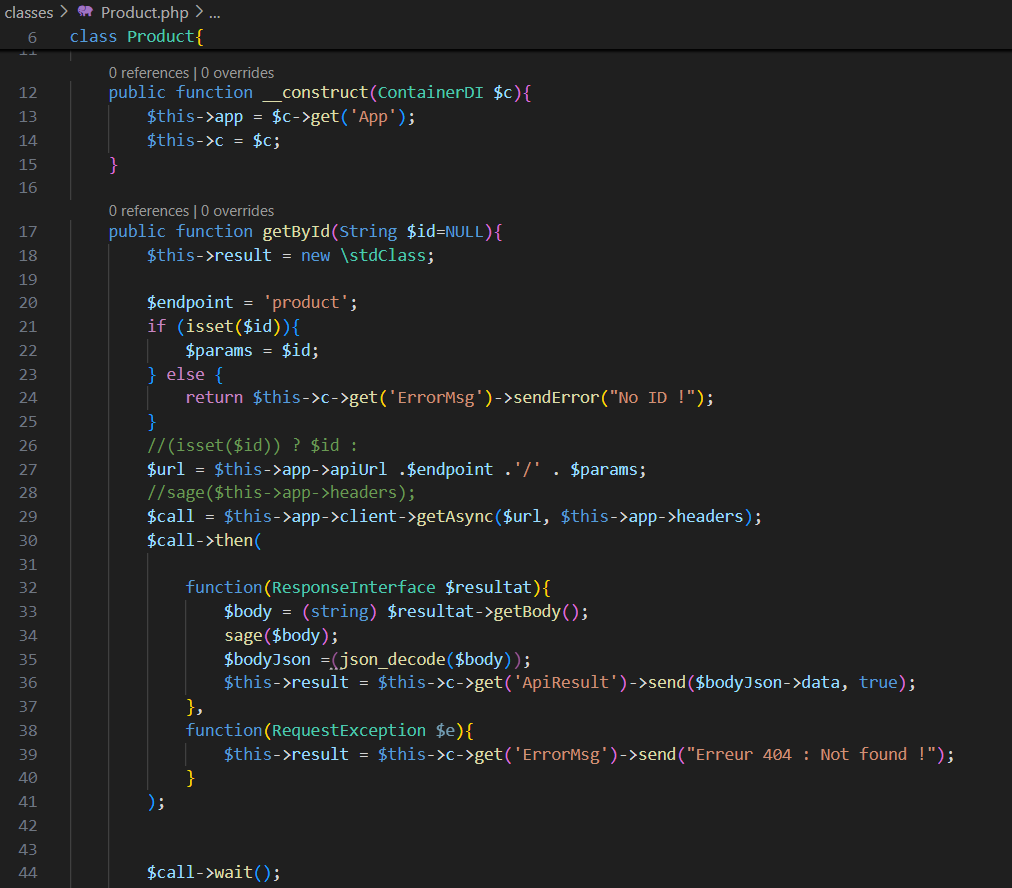 classes > Product.php > ...
6 class Product{
11
0 references | 0 overrides
12 public function __construct(ContainerDI $c){
13 $this->app = $c->get('App');
14 $this->c = $c;
15 }
16
0 references | 0 overrides
17 public function getById(String $id=NULL){
18 $this->result = new \stdClass;
19
20 $endpoint = 'product';
21 if (isset($id)){
22 $params = $id;
23 } else {
24 return $this->c->get('ErrorMsg')->sendError("No ID !");
25 }
26 //(isset($id)) ? $id :
27 $url = $this->app->apiUrl .$endpoint .'/' . $params;
28 //sage($this->app->headers);
29 $call = $this->app->client->getAsync($url, $this->app->headers);
30 $call->then(
31
32 function(ResponseInterface $resultat){
33 $body = (string) $resultat->getBody();
34 sage($body);
35 $bodyJson =(json_decode($body));
36 $this->result = $this->c->get('ApiResult')->send($bodyJson->data, true);
37 },
38 function(RequestException $e){
39 $this->result = $this->c->get('ErrorMsg')->send("Erreur 404 : Not found !");
40 }
41 );
42
43
44 $call->wait();